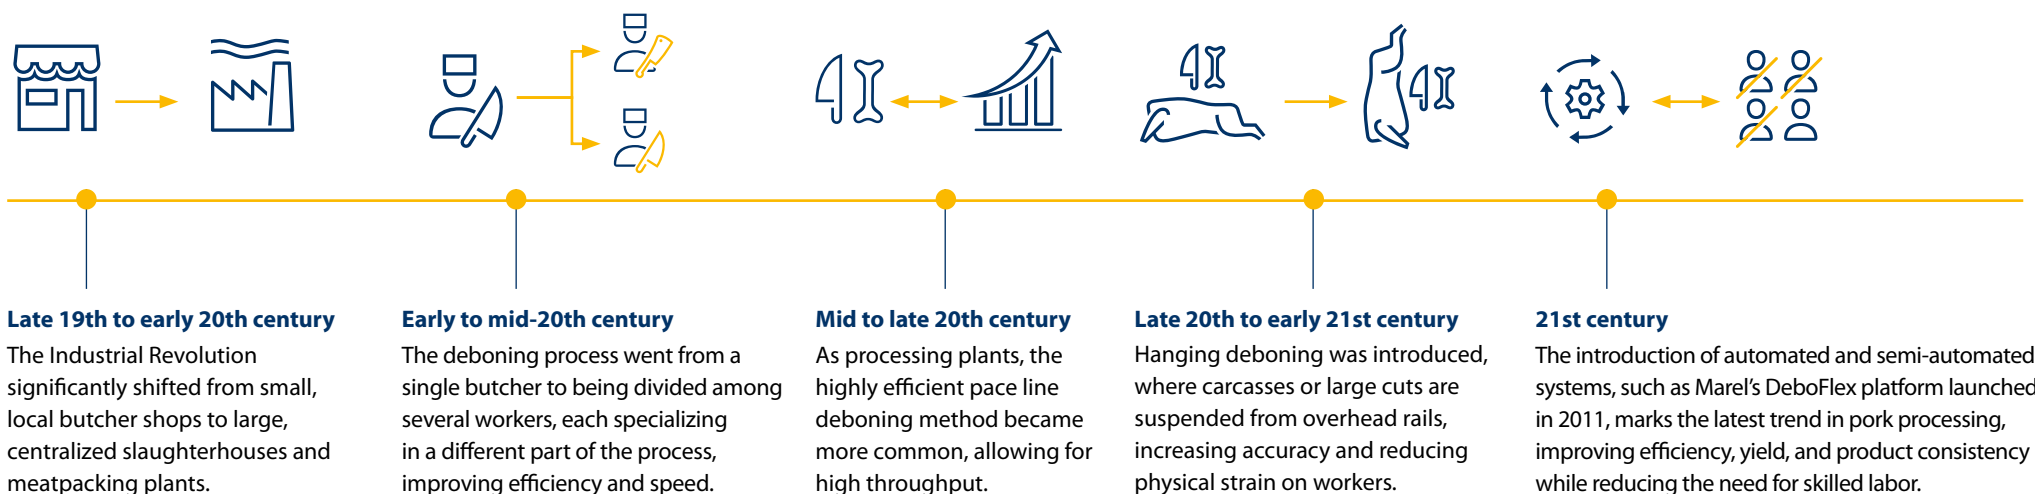 Late 19th to early 20th century
The Industrial Revolution
significantly shifted from small,
local butcher shops to large,
centralized slaughterhouses and
meatpacking plants.
Early to mid-20th century
The deboning process went from a
single butcher to being divided among
several workers, each specializing
in a different part of the process,
improving efficiency and speed.
Mid to late 20th century
As processing plants, the
highly efficient pace line
deboning method became
more common, allowing for
high throughput.
Late 20th to early 21st century
Hanging deboning was introduced,
where carcasses or large cuts are
suspended from overhead rails,
increasing accuracy and reducing
physical strain on workers.
21st century
The introduction of automated and semi-automated
systems, such as Marel's DeboFlex platform launched
in 2011, marks the latest trend in pork processing,
improving efficiency, yield, and product consistency
while reducing the need for skilled labor.